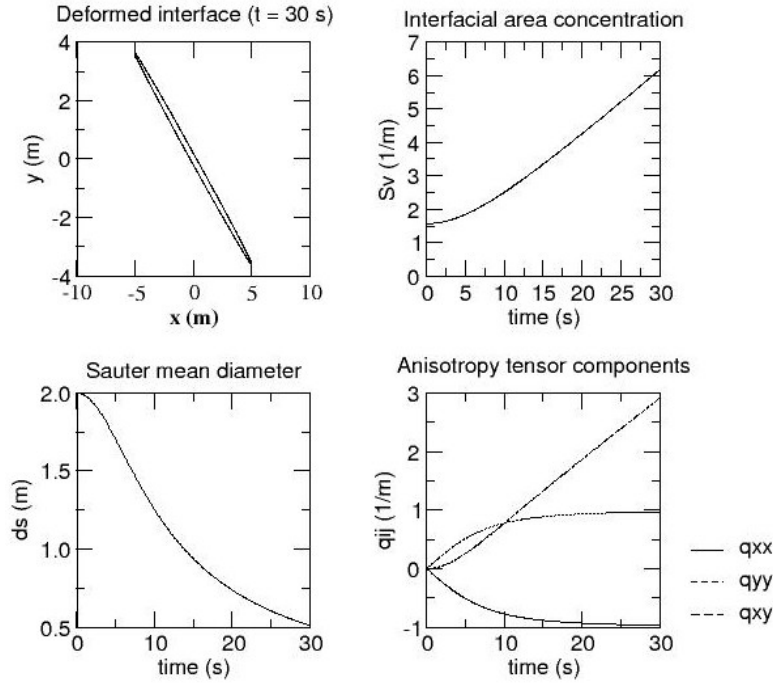 Deformed interface (t = 30 s)
4
2
0
-2
-4
y (m)
-10 -5 0 5 10
x (m)
Interfacial area concentration
7
6
5
4
3
2
1
0
Sv (1/m)
0 5 10 15 20 25 30
time (s)
Sauter mean diameter
2.0
1.5
1.0
0.5
ds (m)
0 10 20 30
time (s)
Anisotropy tensor components
3
2
1
0
-1
qij (1/m)
0 10 20 30
time (s)
qxx
qyy
qxy